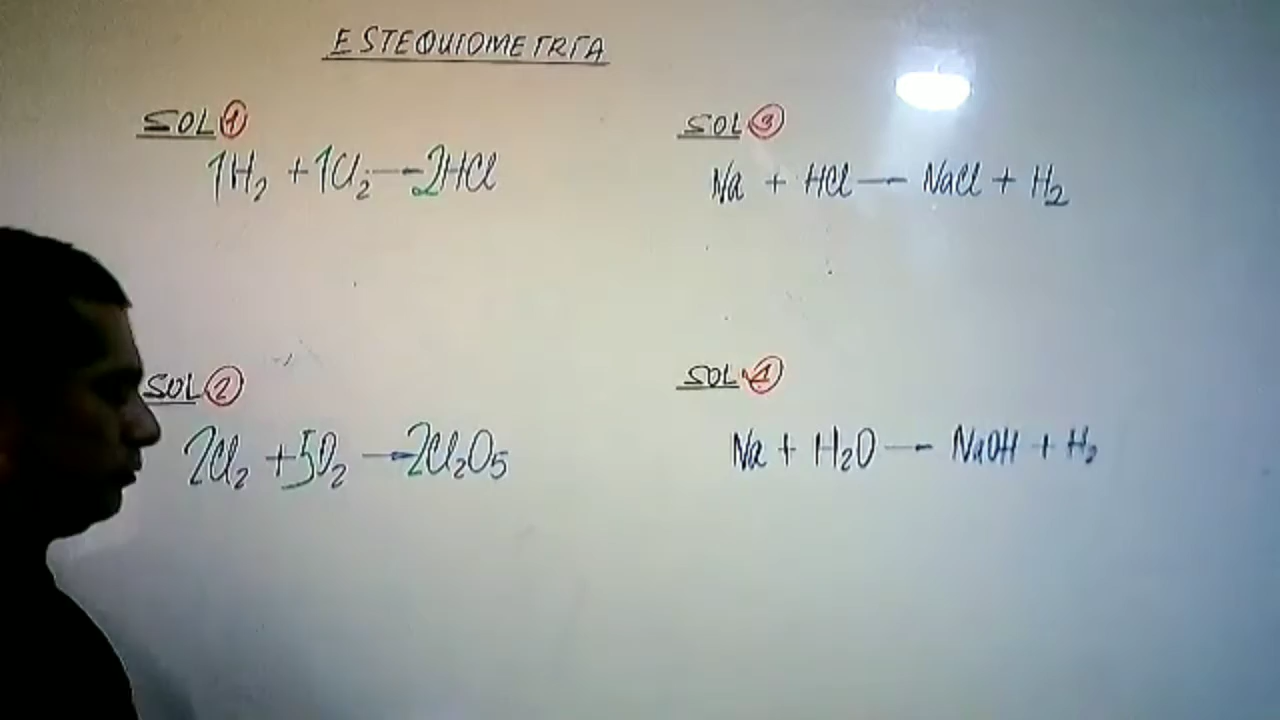 ESTEQUIOMETRÍA
SOL 1
1H₂ + 1Cl₂ — 2HCl
SOL 2
2Cl₂ + 5O₂ → 2Cl₂O₅
SOL 3
Na + HCl — NaCl + H₂
SOL 4
Na + H₂O — NaOH + H₂